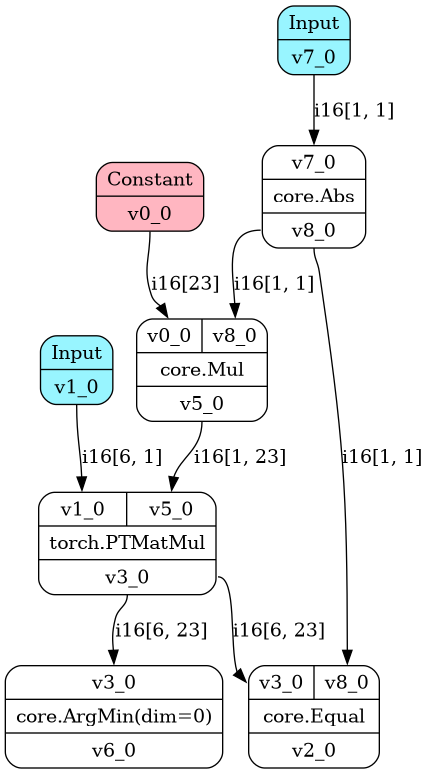 Input
v7_0
i16[1, 1]
v7_0
core.Abs
v8_0
Constant
v0_0
i16[23]
i16[1, 1]
v0_0 v8_0
core.Mul
v5_0
Input
v1_0
i16[6, 1]
i16[1, 23]
i16[1, 1]
v1_0 v5_0
torch.PTMatMul
v3_0
i16[6, 23]
i16[6, 23]
v3_0
core.ArgMin(dim=0)
v6_0
v3_0 v8_0
core.Equal
v2_0